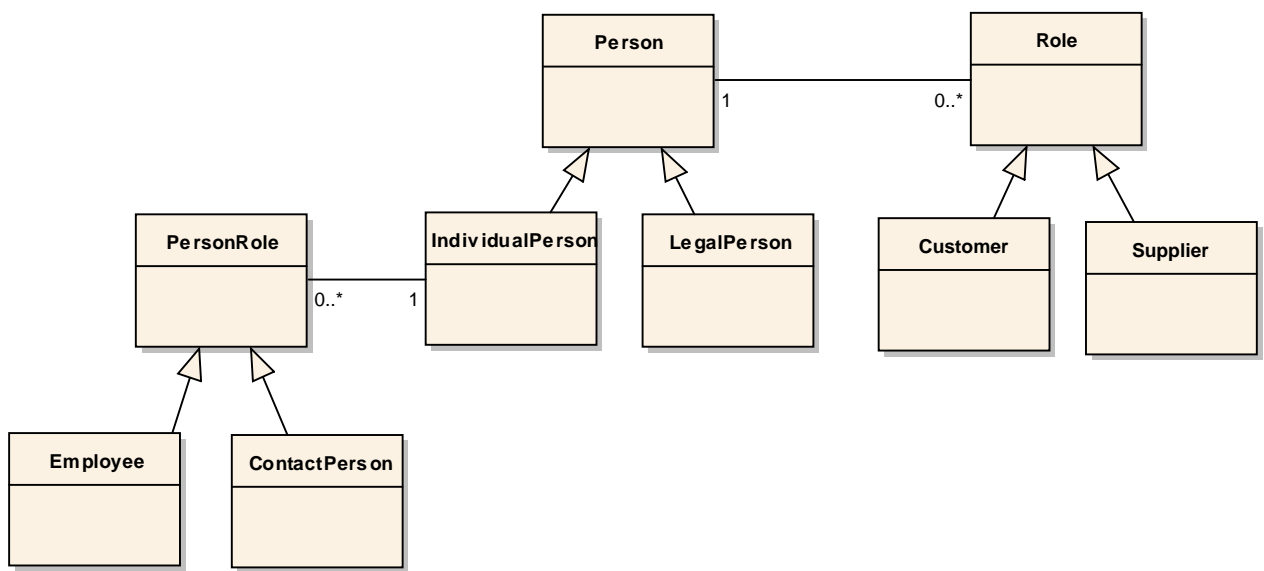 Person
Role
1
0..*
PersonRole
IndividualPerson
LegalPerson
Customer
Supplier
0..*
1
Employee
ContactPerson